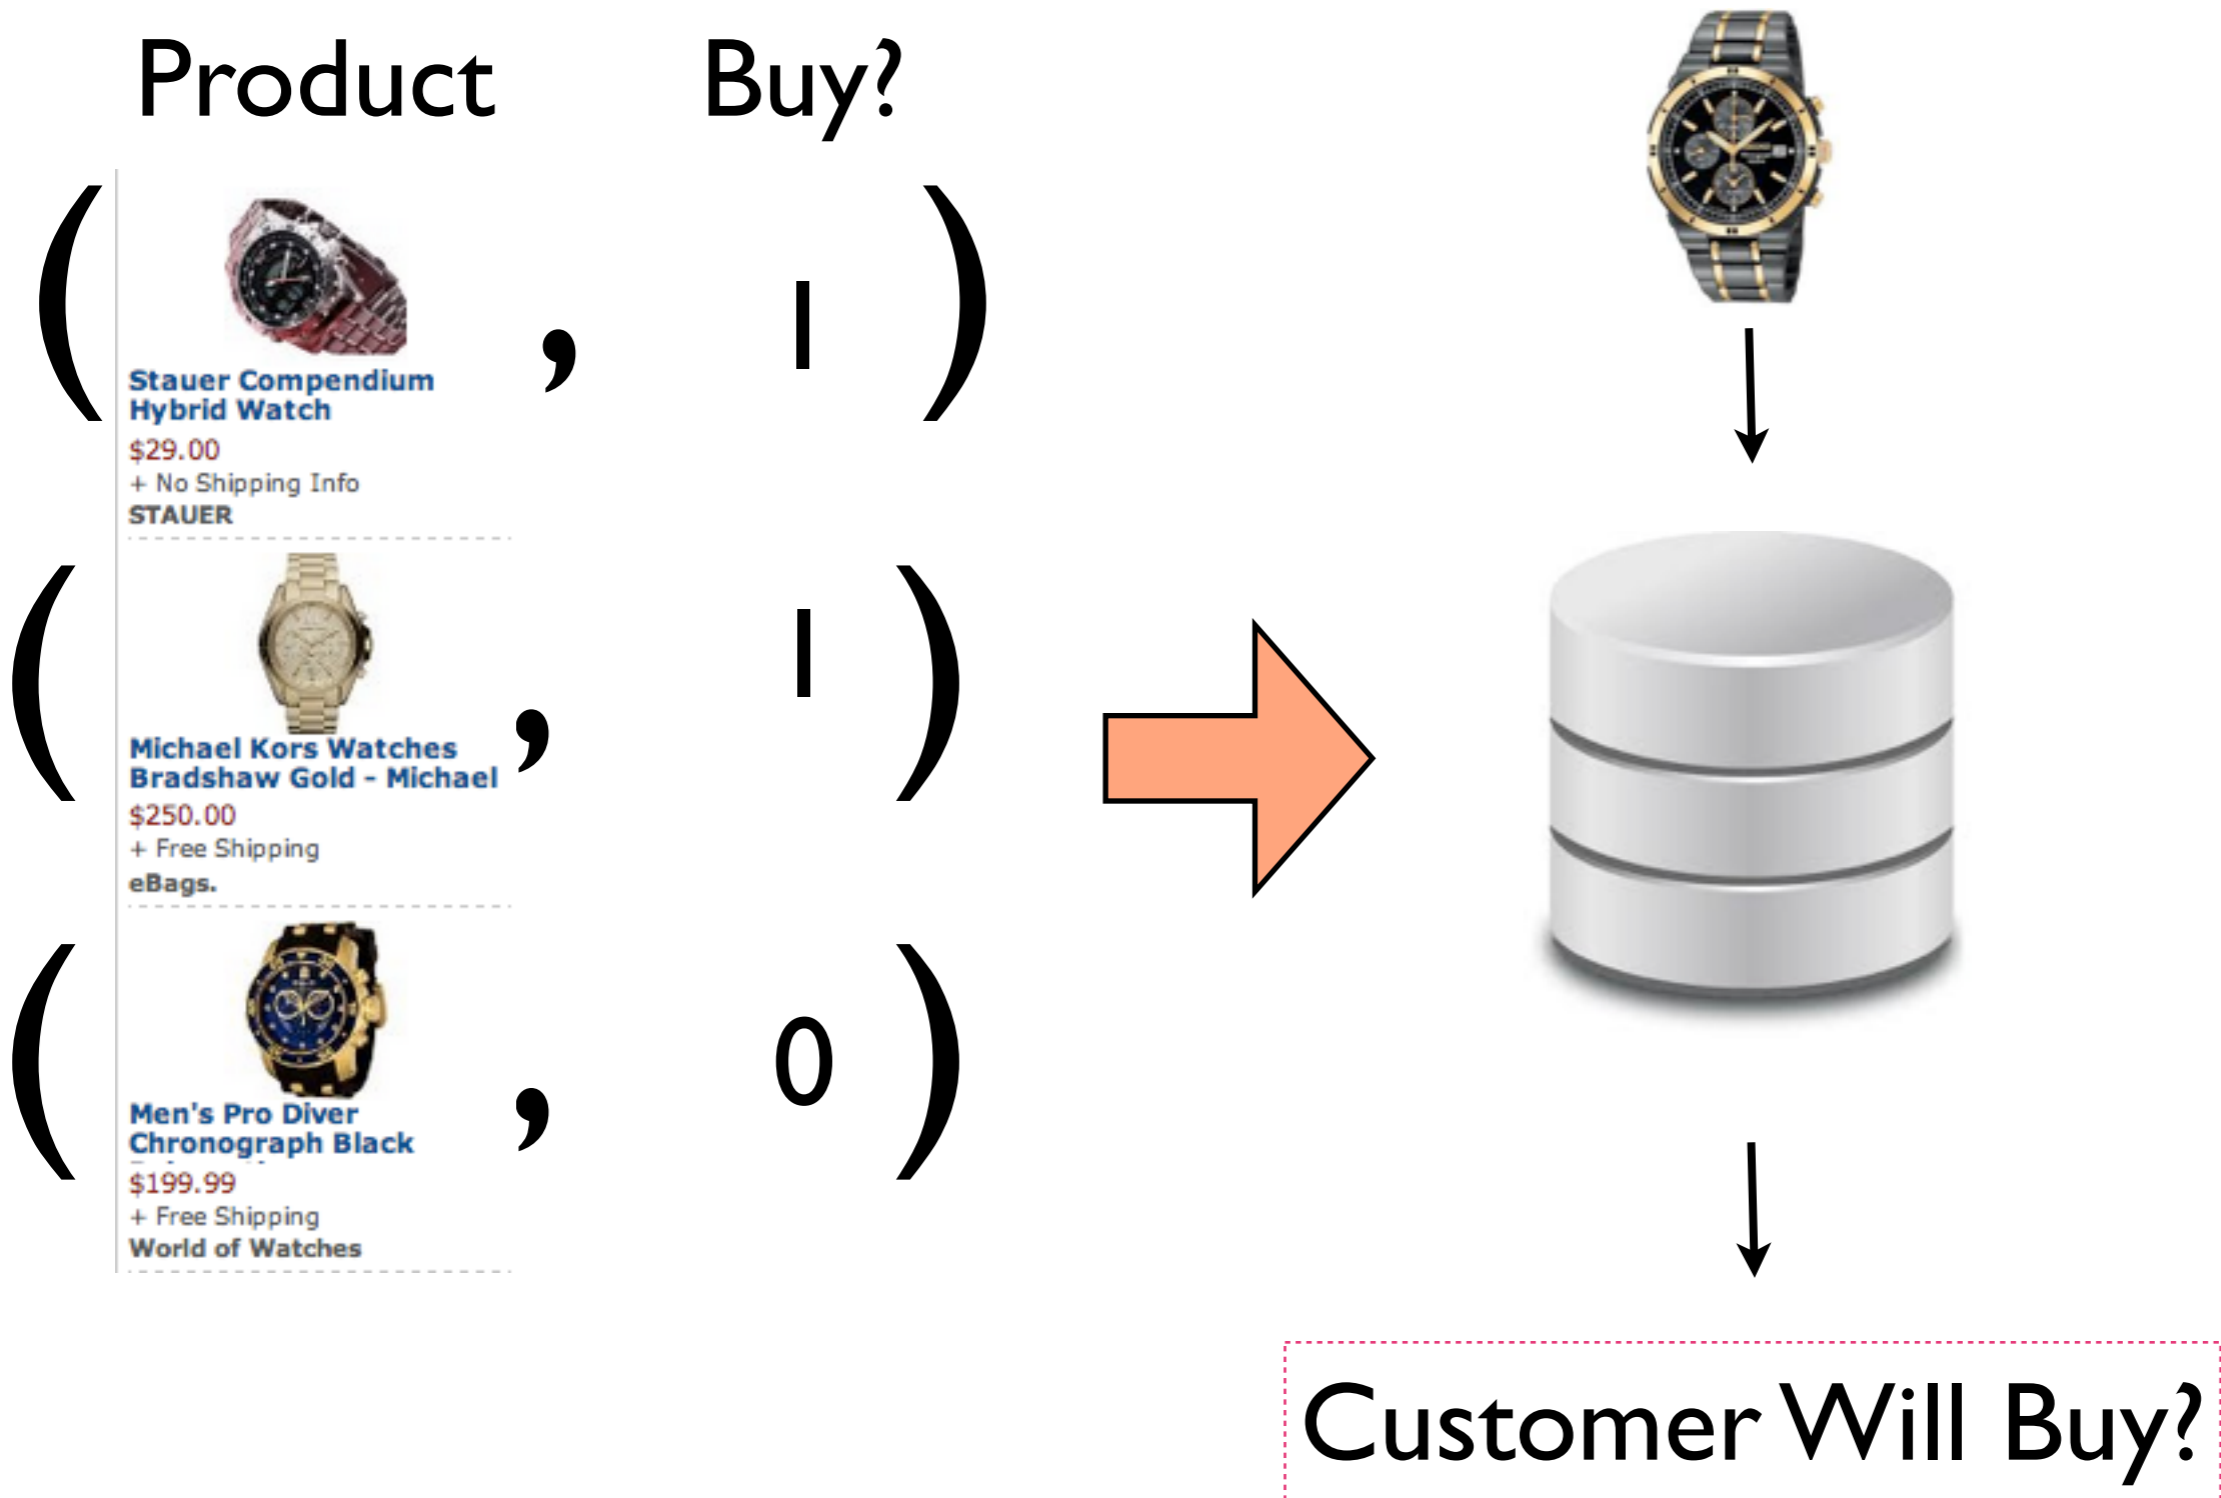 Product Buy?
( , 1 )
Stauer Compendium
Hybrid Watch
$29.00
+ No Shipping Info
STAUER
( , 1 )
Michael Kors Watches
Bradshaw Gold - Michael
$250.00
+ Free Shipping
eBags.
( , 0 )
Men's Pro Diver
Chronograph Black
$199.99
+ Free Shipping
World of Watches
Customer Will Buy?